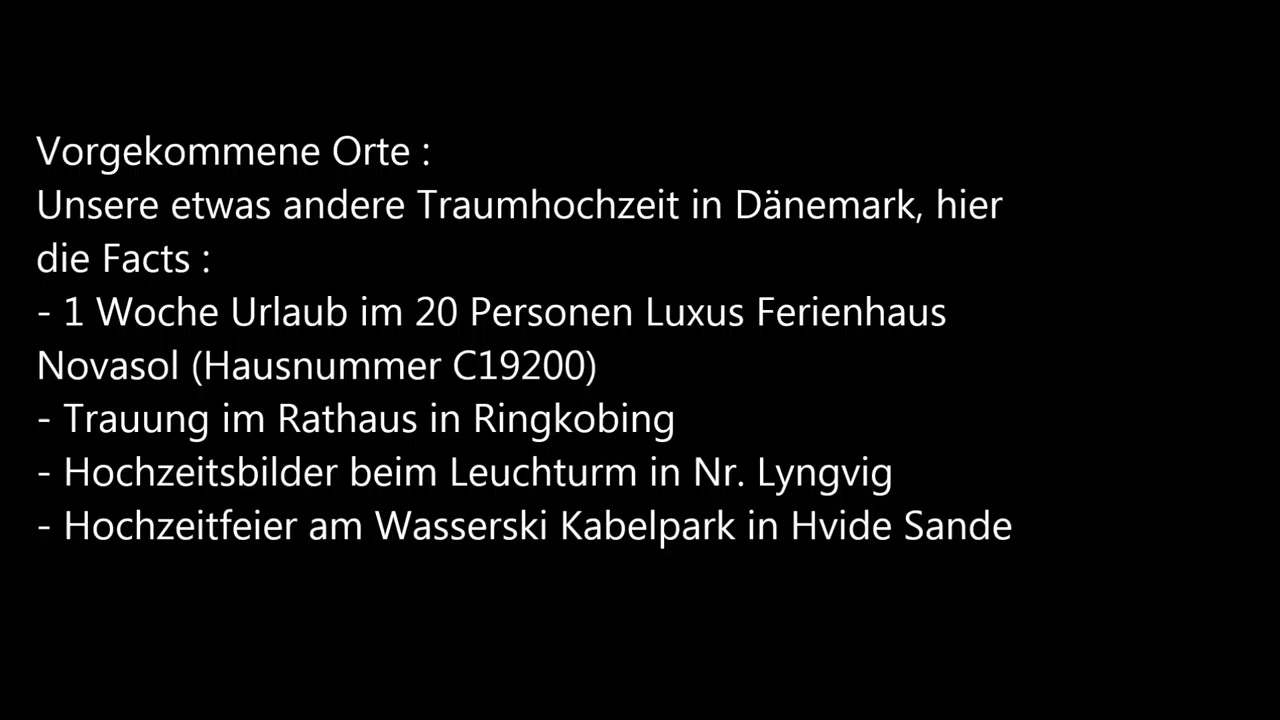 Vorgekommene Orte :
Unsere etwas andere Traumhochzeit in Dänemark, hier
die Facts :
- 1 Woche Urlaub im 20 Personen Luxus Ferienhaus
Novasol (Hausnummer C19200)
- Trauung im Rathaus in Ringkobing
- Hochzeitsbilder beim Leuchturm in Nr. Lyngvig
- Hochzeitfeier am Wasserski Kabelpark in Hvide Sande